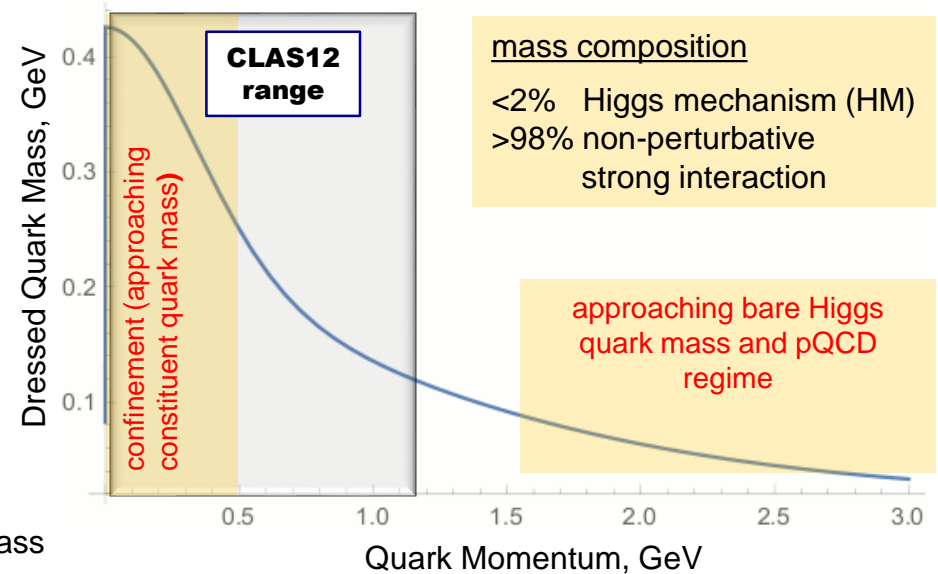 Dressed Quark Mass, GeV
0.4
0.3
0.2
0.1
CLAS12
range
confinement (approaching
constituent quark mass)
mass composition
<2% Higgs mechanism (HM)
>98% non-perturbative
strong interaction
approaching bare Higgs
quark mass and pQCD
regime
0.5 1.0 1.5 2.0 2.5 3.0
ass
Quark Momentum, GeV